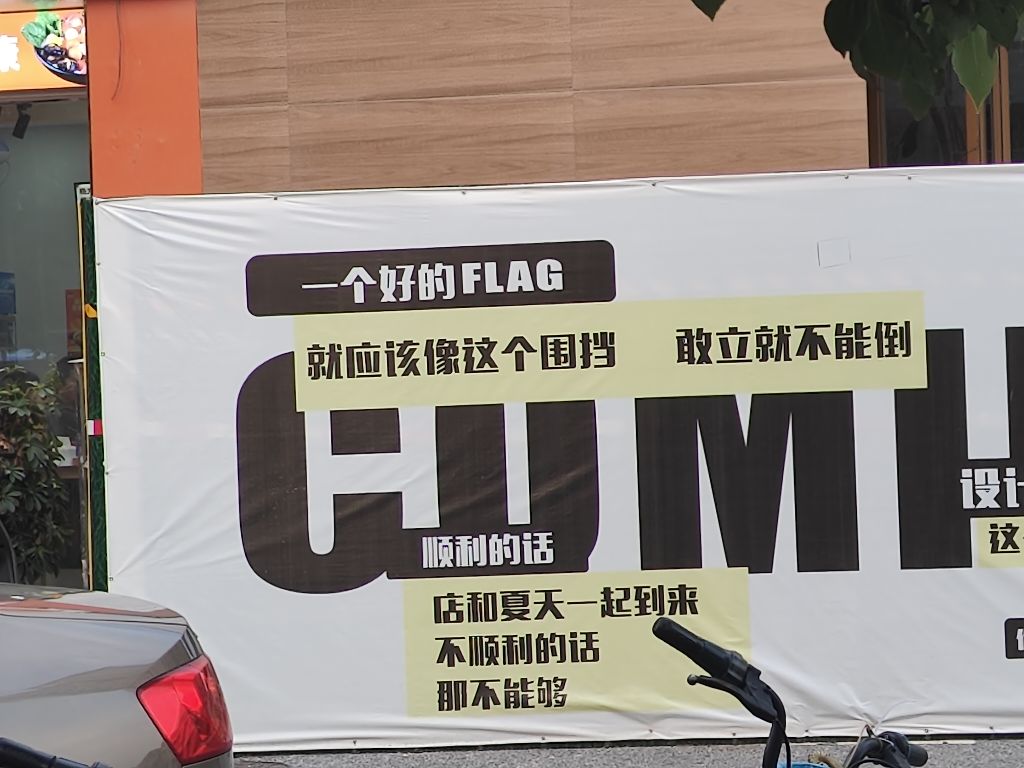 一个好的FLAG
就应该像这个围挡 敢立就不能倒
设计
顺利的话
这
店和夏天一起到来
不顺利的话
那不能够